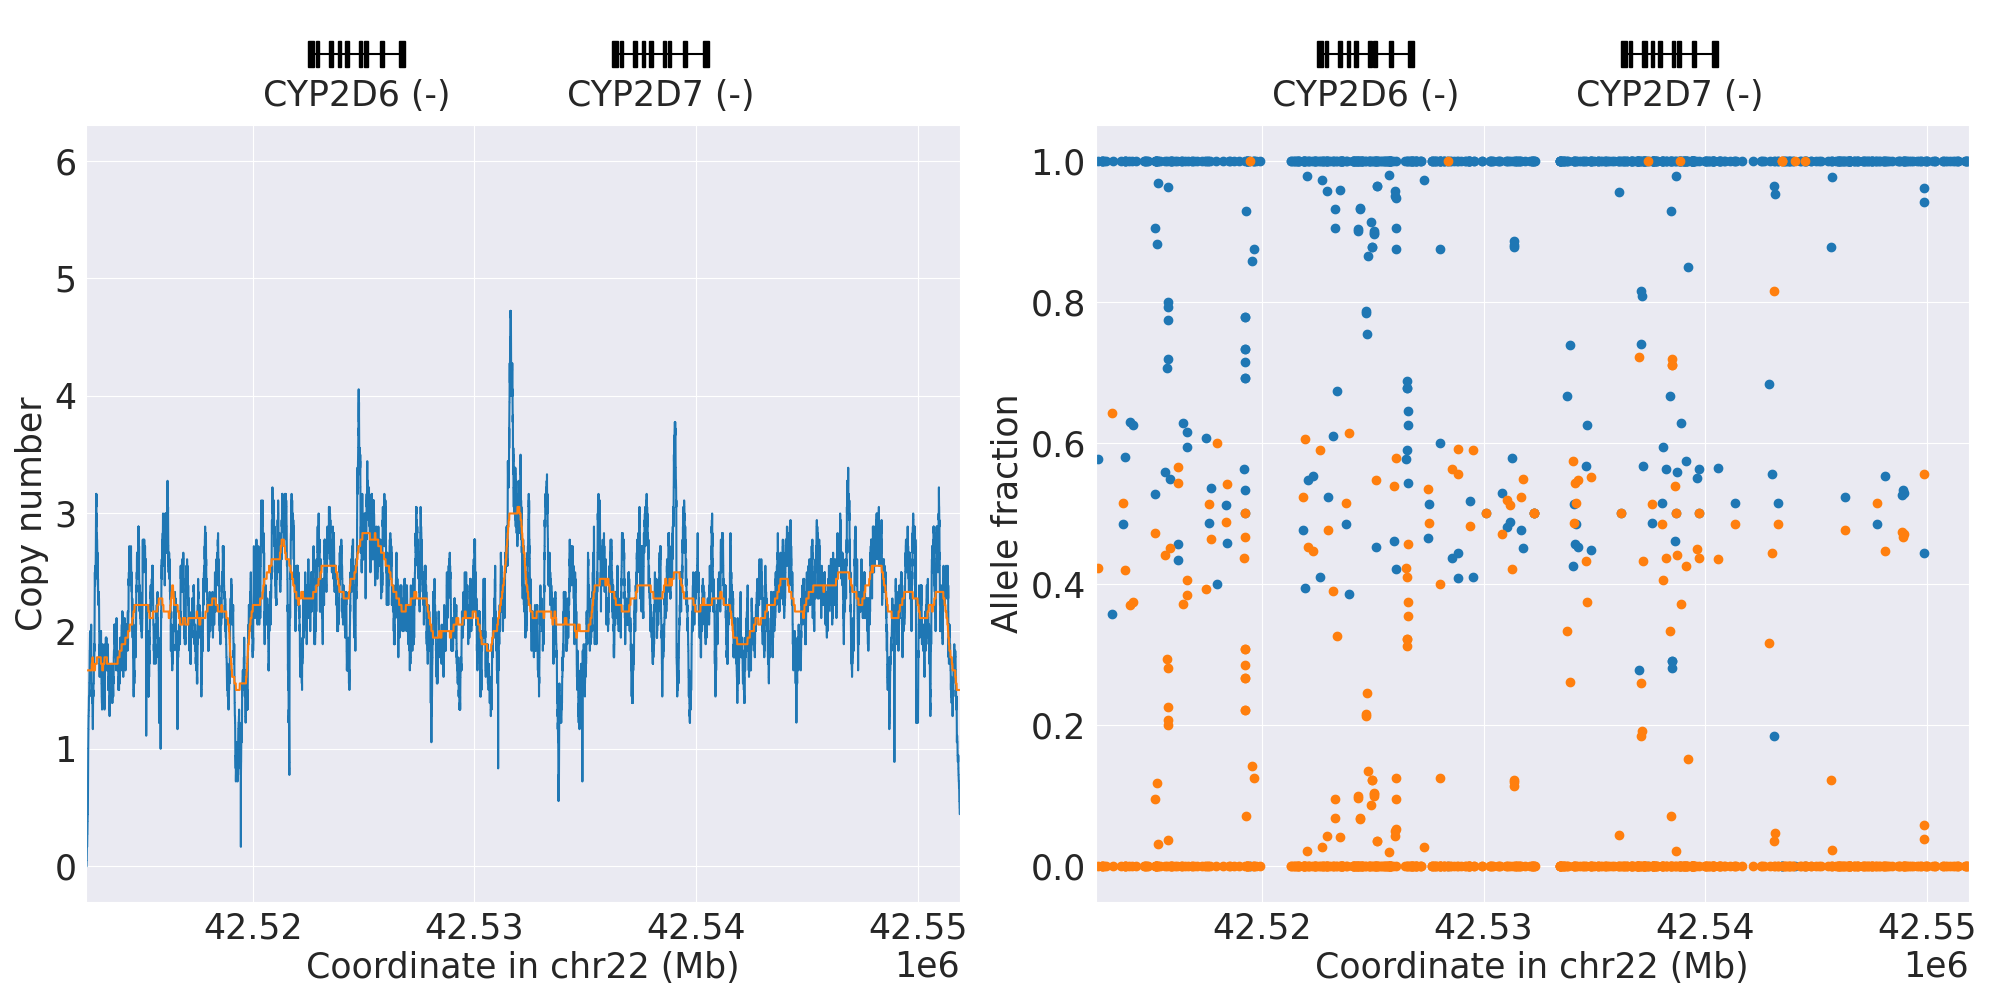 CYP2D6 (-) CYP2D7 (-)
6
5
4
3
2
1
0
Copy number
42.52 42.53 42.54 42.55
Coordinate in chr22 (Mb) 1e6
CYP2D6 (-) CYP2D7 (-)
1.0
0.8
0.6
0.4
0.2
0.0
Allele fraction
42.52 42.53 42.54 42.55
Coordinate in chr22 (Mb) 1e6